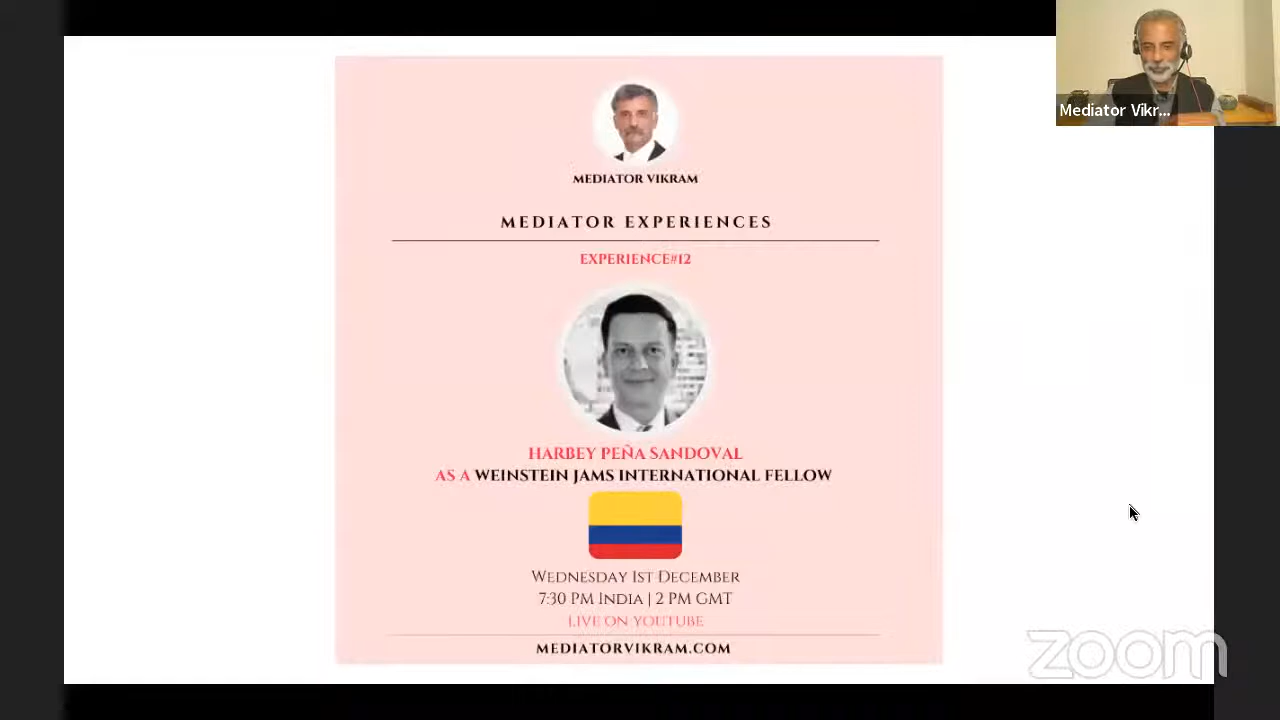 Mediator Vikr...
MEDIATOR VIKRAM
MEDIATOR EXPERIENCES
EXPERIENCE#12
HARBEY PEÑA SANDOVAL
AS A WEINSTEIN JAMS INTERNATIONAL FELLOW
WEDNESDAY 1ST DECEMBER
7:30 PM INDIA | 2 PM GMT
LIVE ON YOUTUBE
MEDIATORVIKRAM.COM
zoom